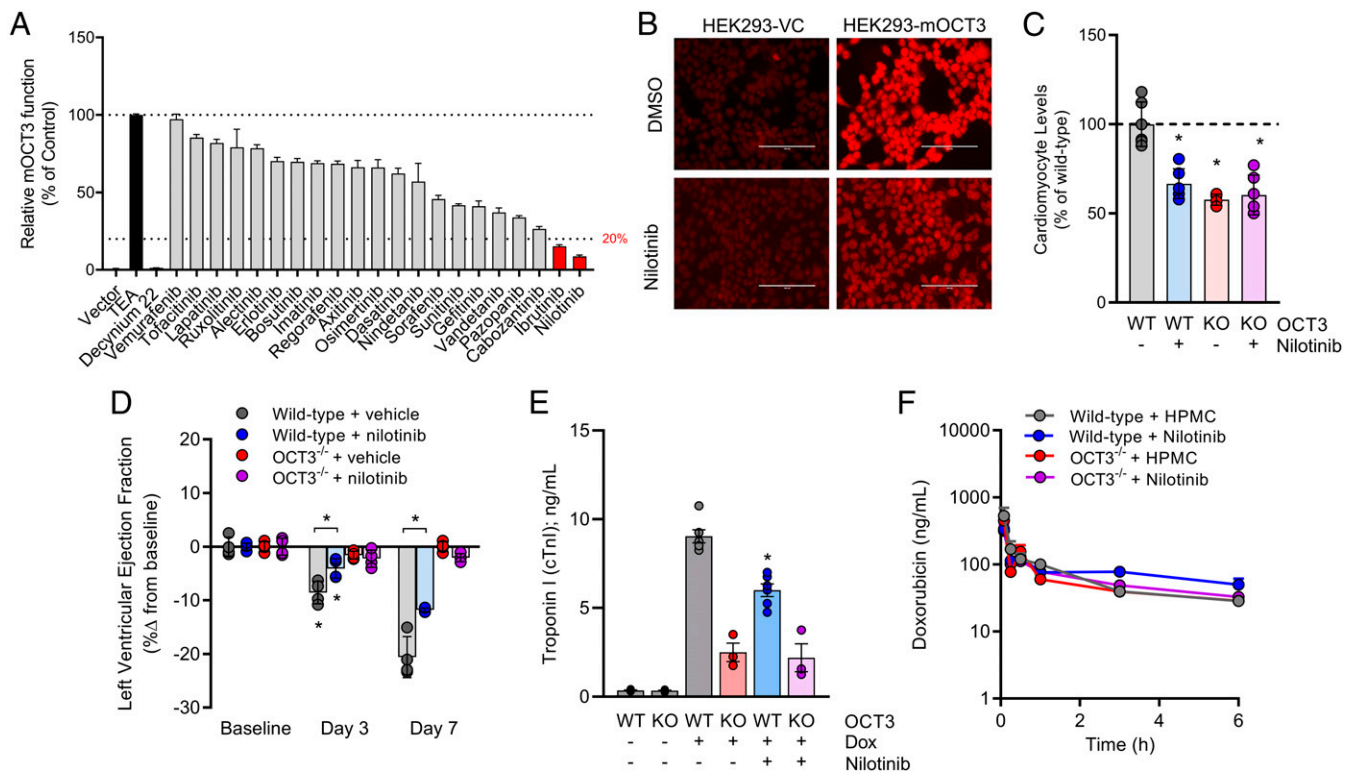 A
Relative mOCT3 function
(% of Control)
150
100
50
0
20%
Vector
TEA
Decynium 22
Vemurafenib
Tofacitinib
Lapatinib
Ruxolitinib
Alectinib
Erlotinib
Bosutinib
Imatinib
Regorafenib
Axitinib
Osimertinib
Dasatinib
Nindetanib
Sorafenib
Sunitinib
Gefitinib
Vandetanib
Pazopanib
Cabozantinib
Ibrutinib
Nilotinib
B
HEK293-VC HEK293-mOCT3
DMSO
Nilotinib
C
Cardiomyocyte Levels
(% of wild-type)
150
100
50
0
* * *
WT WT KO KO OCT3
- + - + Nilotinib
D
Wild-type + vehicle
Wild-type + nilotinib
OCT3-/- + vehicle
OCT3-/- + nilotinib
Left Ventricular Ejection Fraction
(%Δ from baseline)
20
10
0
-10
-20
-30
* *
* *
Baseline Day 3 Day 7
E
Troponin I (cTnI); ng/mL
15
10
5
0
*
WT KO WT KO WT KO OCT3
- - + + + + Dox
- - - - + + Nilotinib
F
Wild-type + HPMC
Wild-type + Nilotinib
OCT3-/- + HPMC
OCT3-/- + Nilotinib
Doxorubicin (ng/mL)
10000
1000
100
10
1
0 2 4 6
Time (h)